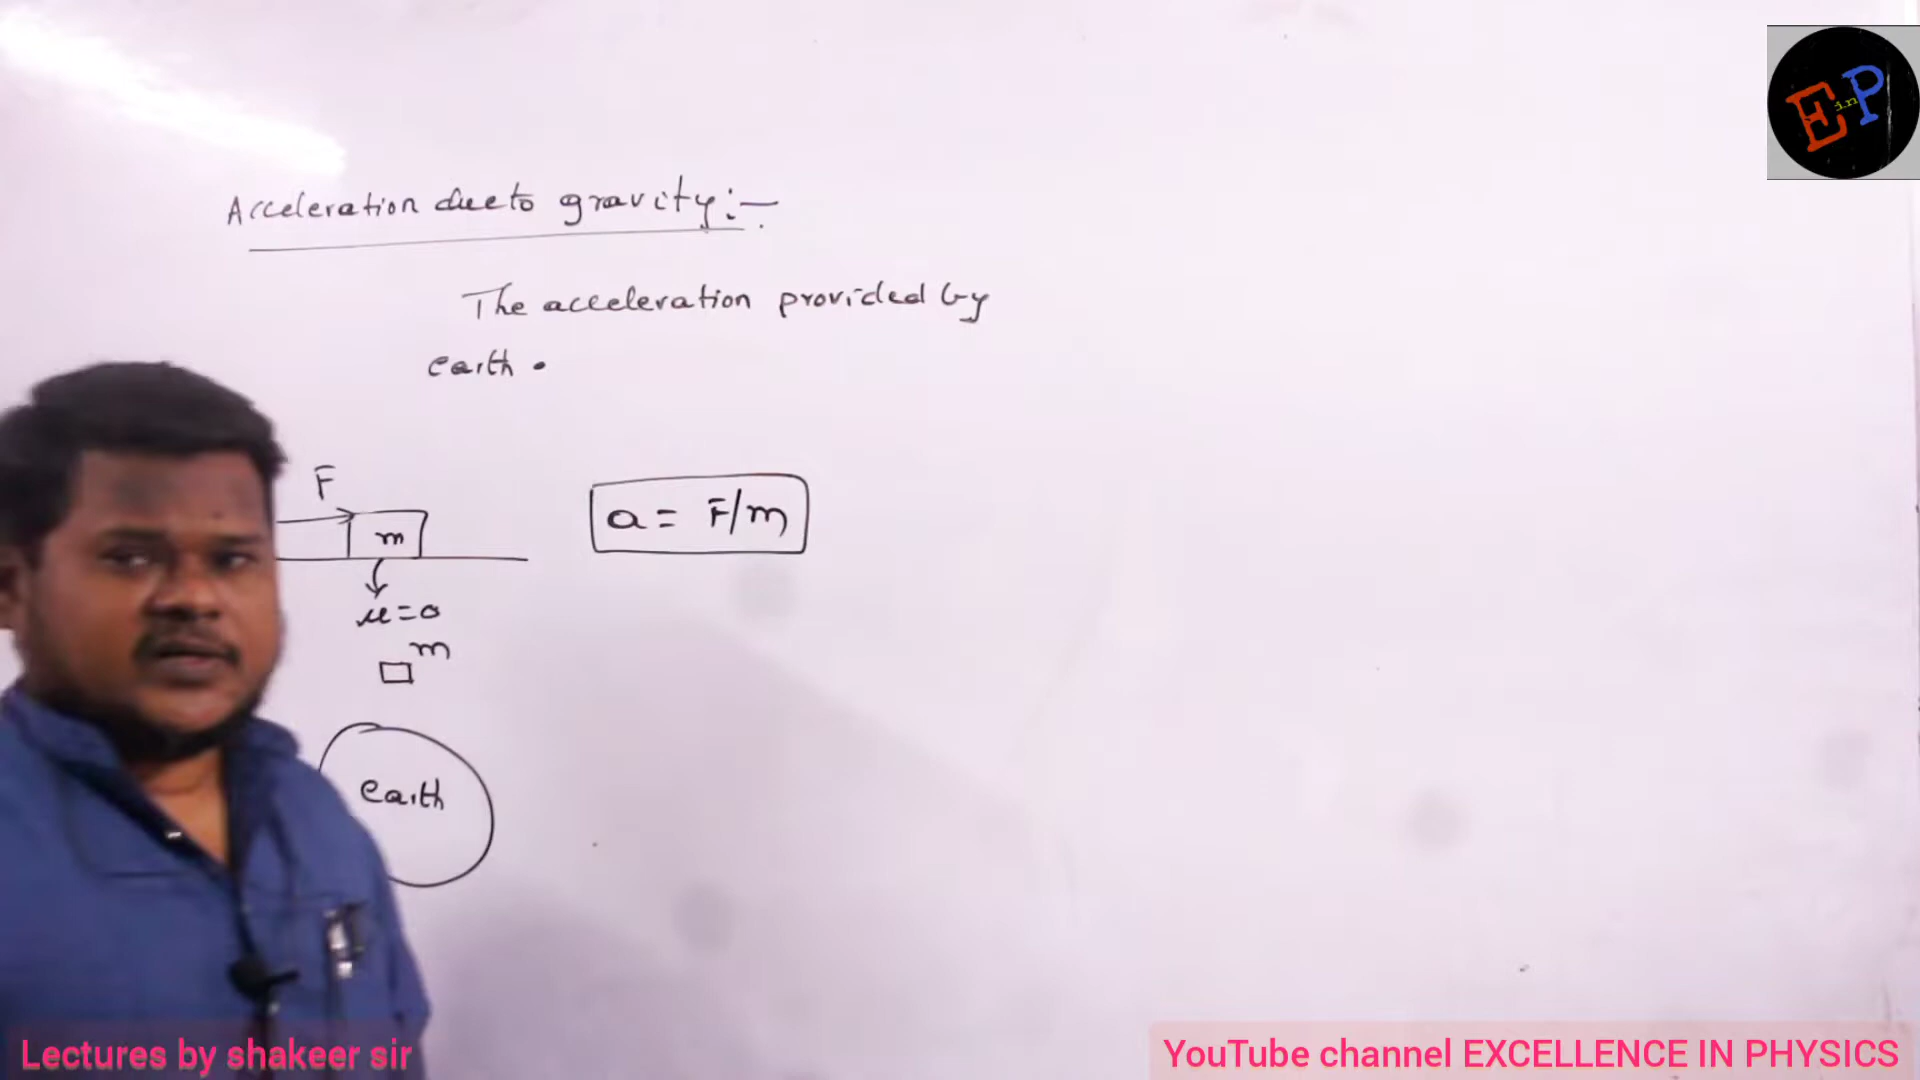 E in P
Acceleration due to gravity:-
The acceleration provided by
earth.
F
m
a = F/m
μ=0
m
earth
Lectures by shakeer sir
YouTube channel EXCELLENCE IN PHYSICS